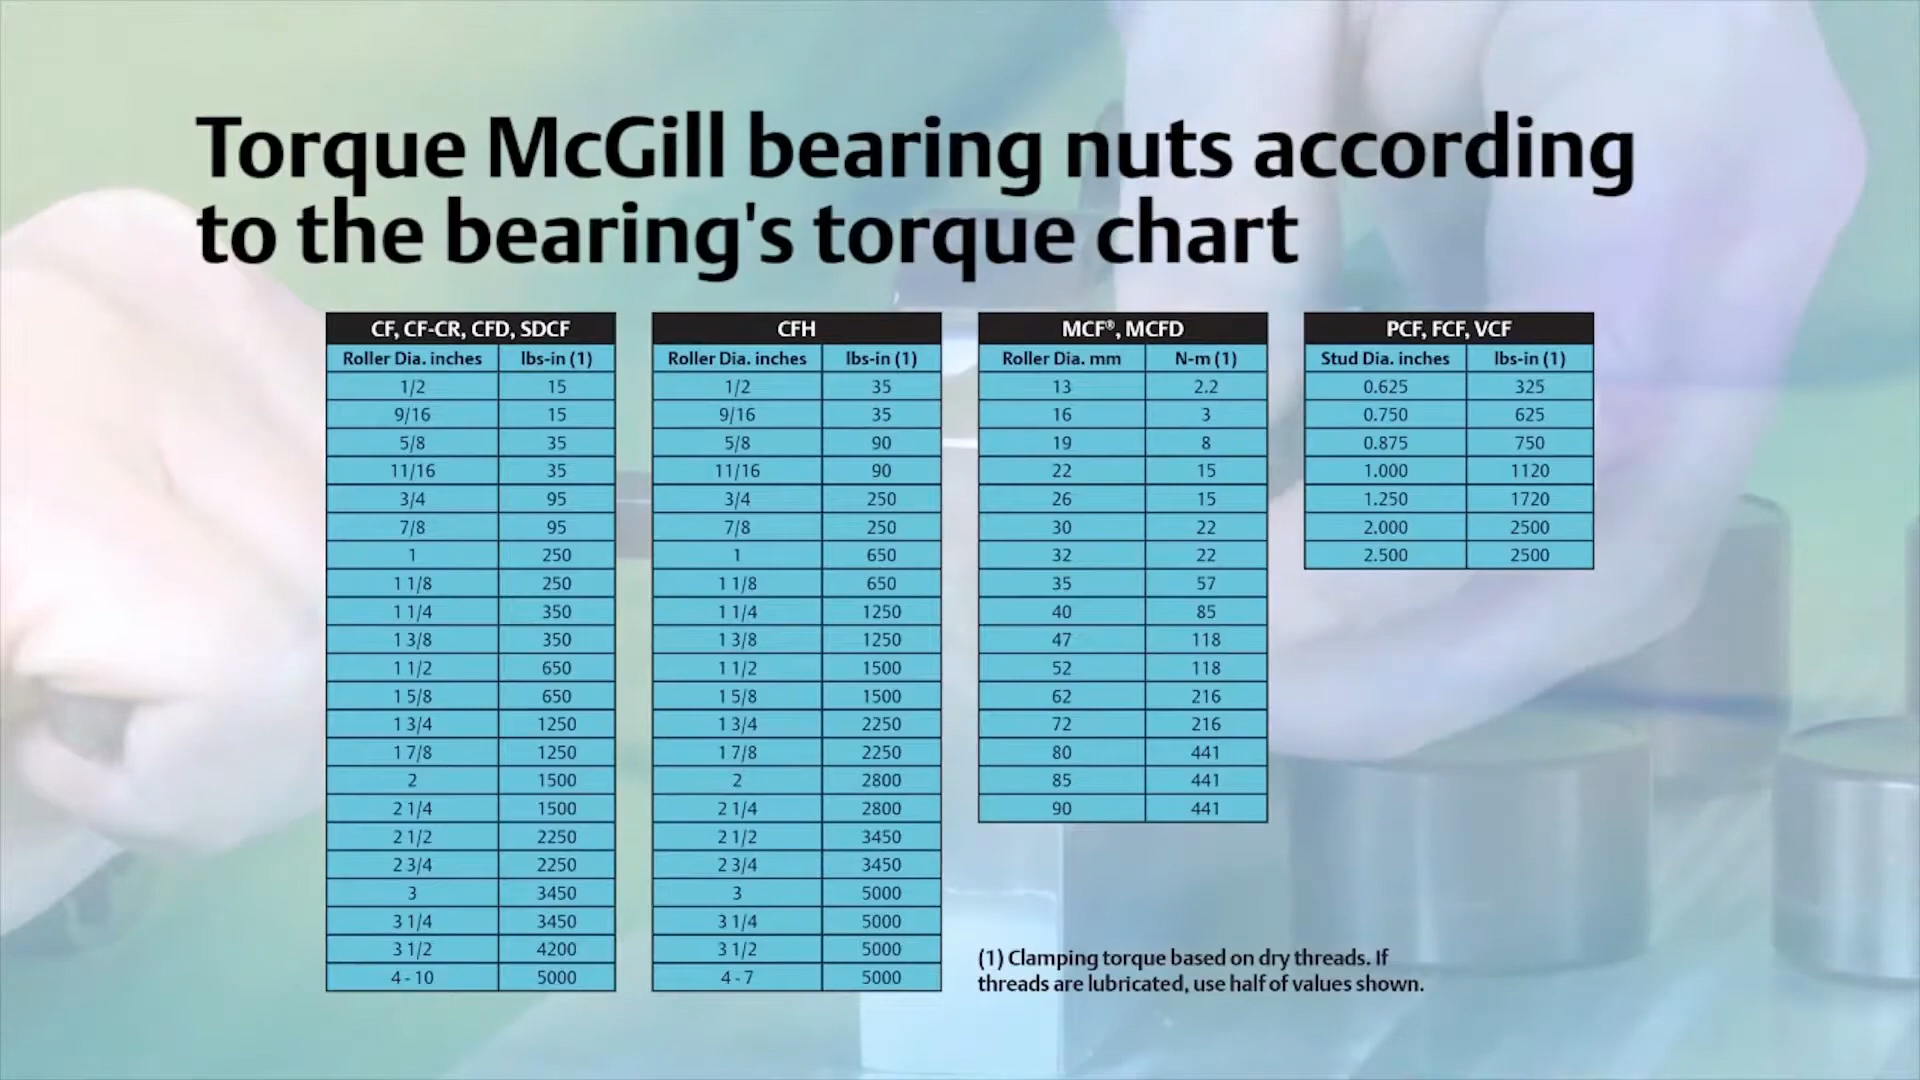 Torque McGill bearing nuts according
to the bearing's torque chart
CF, CF-CR, CFD, SDCF
Roller Dia. inches lbs-in (1)
1/2 15
9/16 15
5/8 35
11/16 35
3/4 95
7/8 95
1 250
1 1/8 250
1 1/4 350
1 3/8 350
1 1/2 650
1 5/8 650
1 3/4 1250
1 7/8 1250
2 1500
2 1/4 1500
2 1/2 2250
2 3/4 2250
3 3450
3 1/4 3450
3 1/2 4200
4 - 10 5000
CFH
Roller Dia. inches lbs-in (1)
1/2 35
9/16 35
5/8 90
11/16 90
3/4 250
7/8 250
1 650
1 1/8 650
1 1/4 1250
1 3/8 1250
1 1/2 1500
1 5/8 1500
1 3/4 2250
1 7/8 2250
2 2800
2 1/4 2800
2 1/2 3450
2 3/4 3450
3 5000
3 1/4 5000
3 1/2 5000
4 - 7 5000
MCF®, MCFD
Roller Dia. mm N-m (1)
13 2.2
16 3
19 8
22 15
26 15
30 22
32 22
35 57
40 85
47 118
52 118
62 216
72 216
80 441
85 441
90 441
PCF, FCF, VCF
Stud Dia. inches lbs-in (1)
0.625 325
0.750 625
0.875 750
1.000 1120
1.250 1720
2.000 2500
2.500 2500
(1) Clamping torque based on dry threads. If
threads are lubricated, use half of values shown.